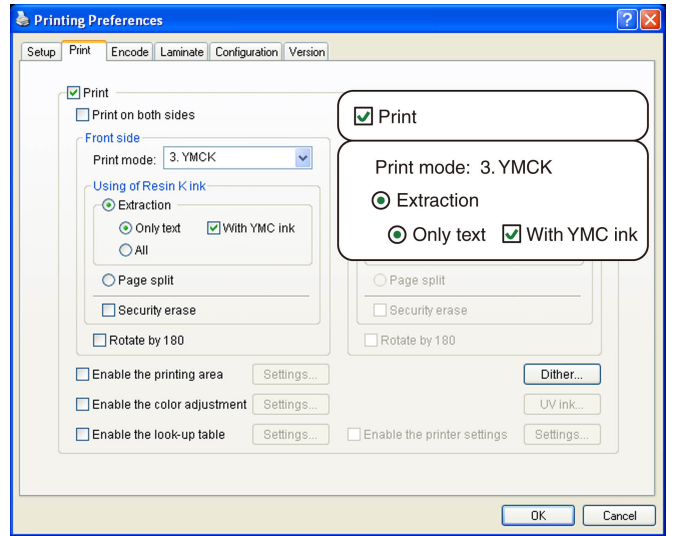 Printing Preferences
Setup Print Encode Laminate Configuration Version
Print
Print on both sides
Front side
Print mode: 3. YMCK
Using of Resin K ink
Extraction
Only text With YMC ink
All
Page split
Security erase
Rotate by 180
Print
Print mode: 3. YMCK
Extraction
Only text With YMC ink
Page split
Security erase
Rotate by 180
Enable the printing area Settings... Dither...
Enable the color adjustment Settings... UV ink...
Enable the look-up table Settings... Enable the printer settings Settings...
OK Cancel